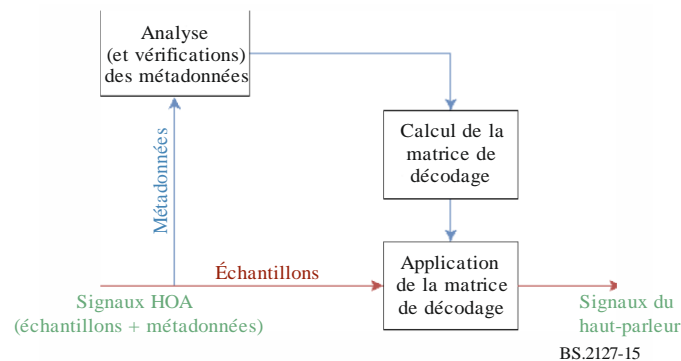 Analyse
(et vérifications)
des métadonnées
Métadonnées
Calcul de la
matrice de
décodage
Échantillons
Application
de la matrice
de décodage
Signaux HOA
(échantillons + métadonnées)
Signaux du
haut-parleur
BS.2127-15